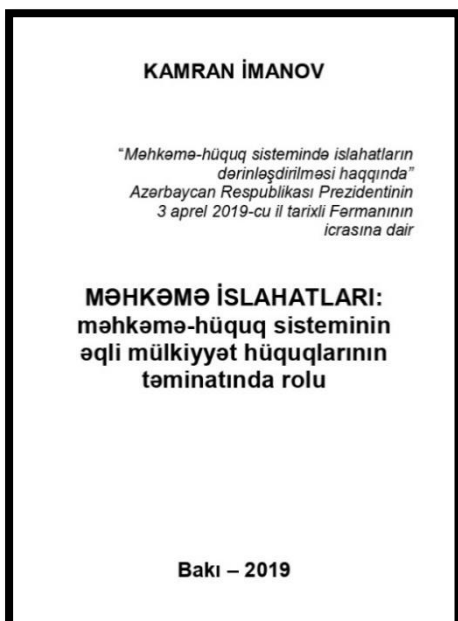 KAMRAN İMANOV
“Məhkəmə-hüquq sistemində islahatların
dərinləşdirilməsi haqqında”
Azərbaycan Respublikası Prezidentinin
3 aprel 2019-cu il tarixli Fərmanının
icrasına dair
MƏHKƏMƏ İSLAHATLARI:
məhkəmə-hüquq sisteminin
əqli mülkiyyət hüquqlarının
təminatında rolu
Bakı – 2019